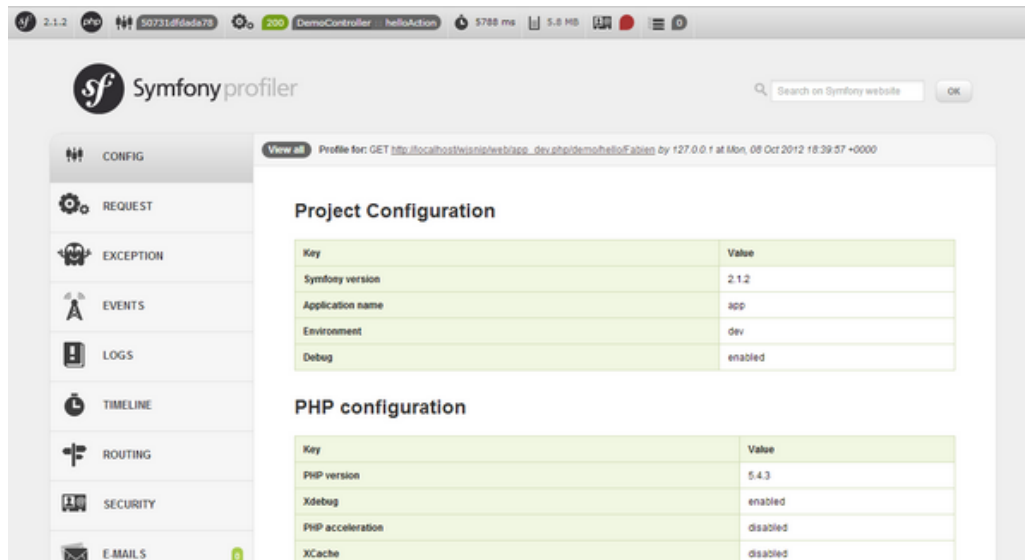 2.1.2 php 50731dfdada78 200 DemoController :: helloAction 5788 ms 5.8 MB 0
sf Symfony profiler
Search on Symfony website OK
View all Profile for: GET http://localhost/wisnip/web/app_dev.php/demo/hello/Fabien by 127.0.0.1 at Mon, 08 Oct 2012 18:39:57 +0000
CONFIG
REQUEST
EXCEPTION
EVENTS
LOGS
TIMELINE
ROUTING
SECURITY
E-MAILS 0
Project Configuration
Key Value
Symfony version 2.1.2
Application name app
Environment dev
Debug enabled
PHP configuration
Key Value
PHP version 5.4.3
Xdebug enabled
PHP acceleration disabled
XCache disabled